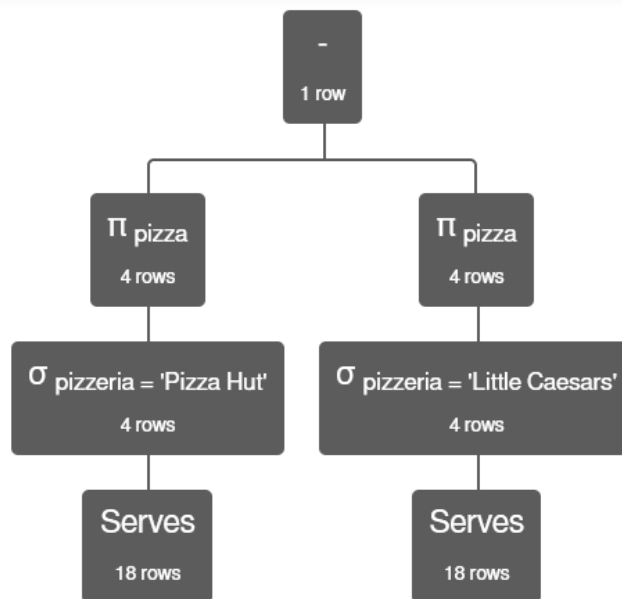 -
1 row
π pizza
4 rows
π pizza
4 rows
σ pizzeria = 'Pizza Hut'
4 rows
σ pizzeria = 'Little Caesars'
4 rows
Serves
18 rows
Serves
18 rows